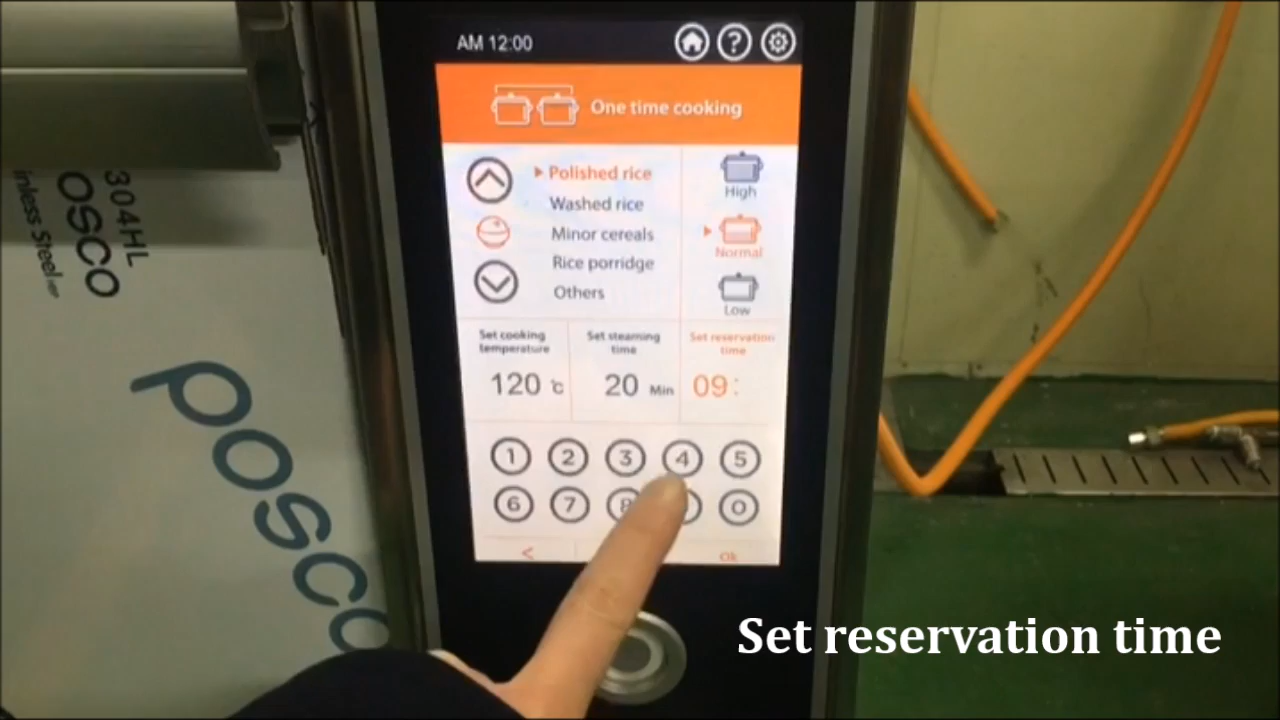 AM 12:00
?
One time cooking
Polished rice
Washed rice
Minor cereals
Rice porridge
Others
High
Normal
Low
Set cooking
temperature
120 ℃
Set steaming
time
20 Min
Set reservation
time
09:
1 2 3 4 5
6 7 8 0
< Ok
304HL
OSCO
inless Steel
posco
Set reservation time